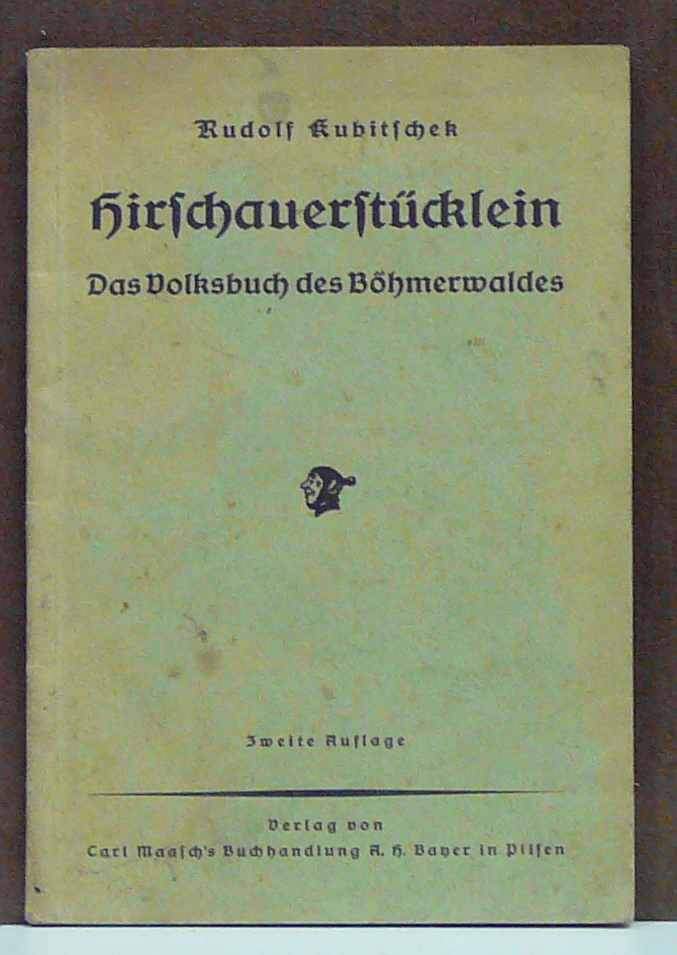 Rudolf Kubitſchek
Hirſchauerſtücklein
Das Volksbuch des Böhmerwaldes
Zweite Auflage
Verlag von
Carl Maaſch's Buchhandlung A. H. Bayer in Pilſen